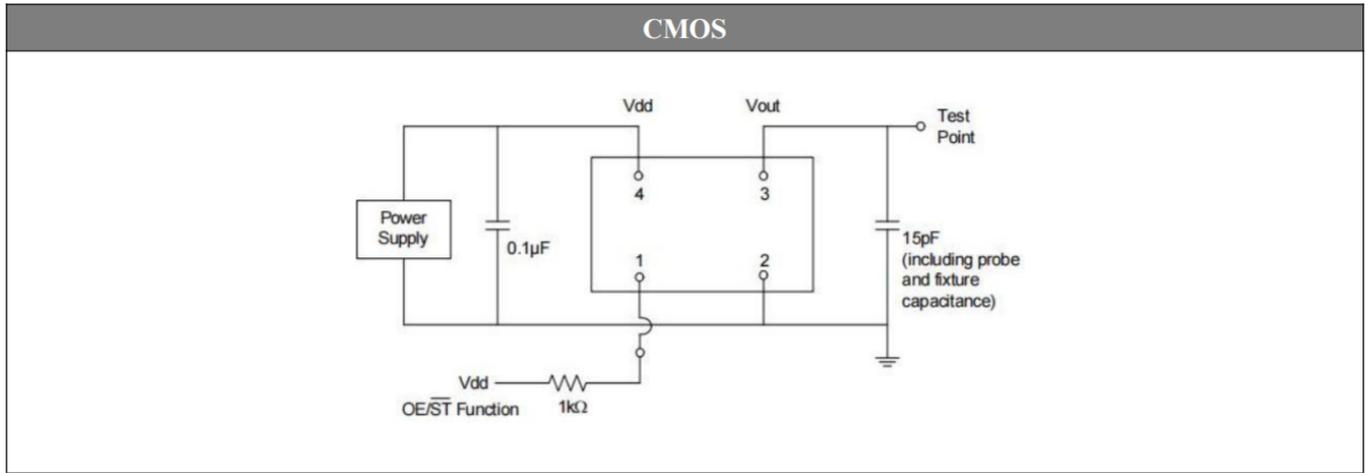 CMOS
Vdd
Vout
Test
Point
4
3
Power
Supply
0.1µF
1
2
15pF
(including probe
and fixture
capacitance)
Vdd
OE/S̅T̅ Function
1kΩ